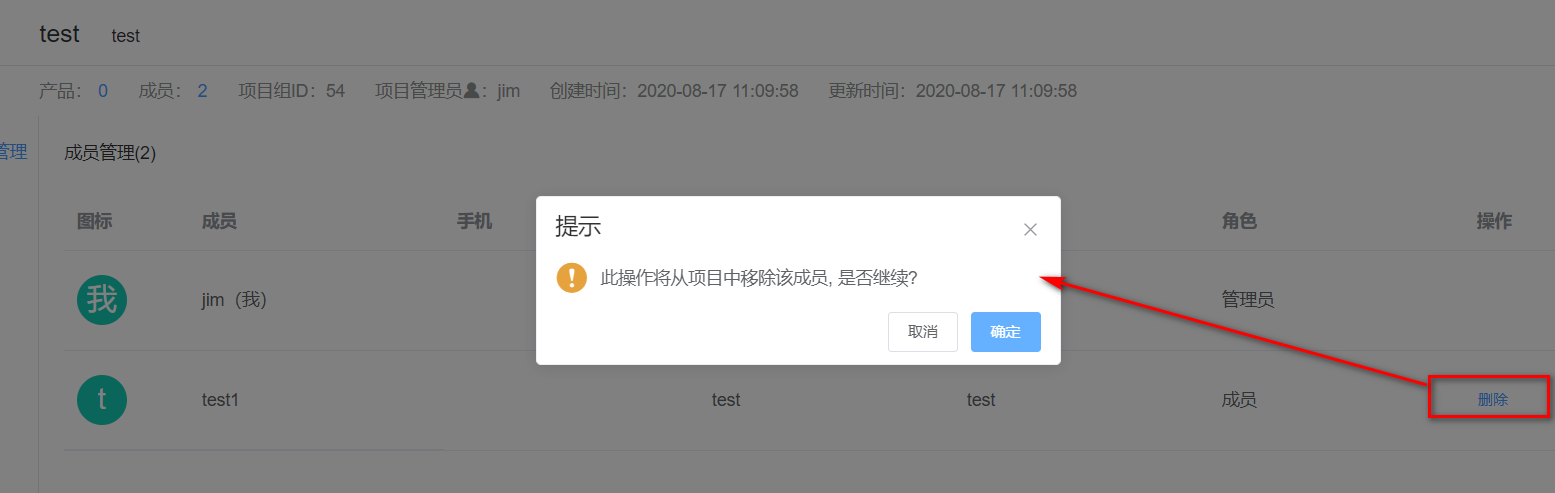 test test
产品： 0 成员： 2 项目组ID：54 项目管理员：jim 创建时间：2020-08-17 11:09:58 更新时间：2020-08-17 11:09:58
管理
成员管理(2)
提示
图标 成员 手机 角色 操作
此操作将从项目中移除该成员, 是否继续?
我 jim（我） 管理员
取消 确定
t test1 test test 成员 删除